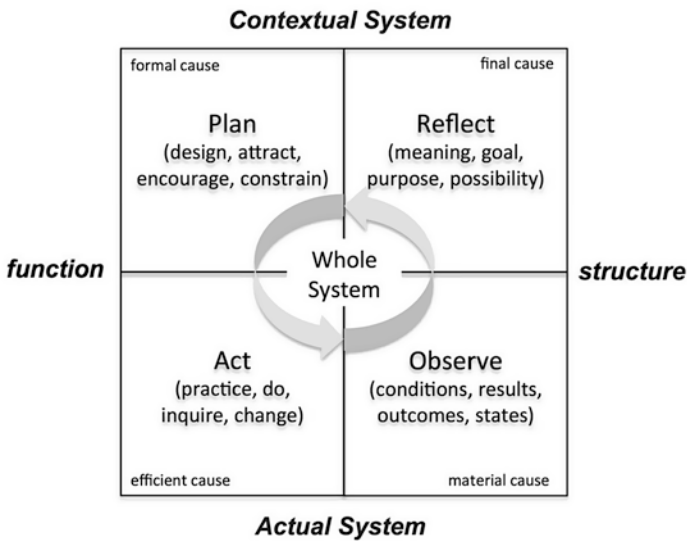 Contextual System
formal cause
final cause
Plan
(design, attract,
encourage, constrain)
Reflect
(meaning, goal,
purpose, possibility)
function
Whole
System
structure
Act
(practice, do,
inquire, change)
Observe
(conditions, results,
outcomes, states)
efficient cause
material cause
Actual System